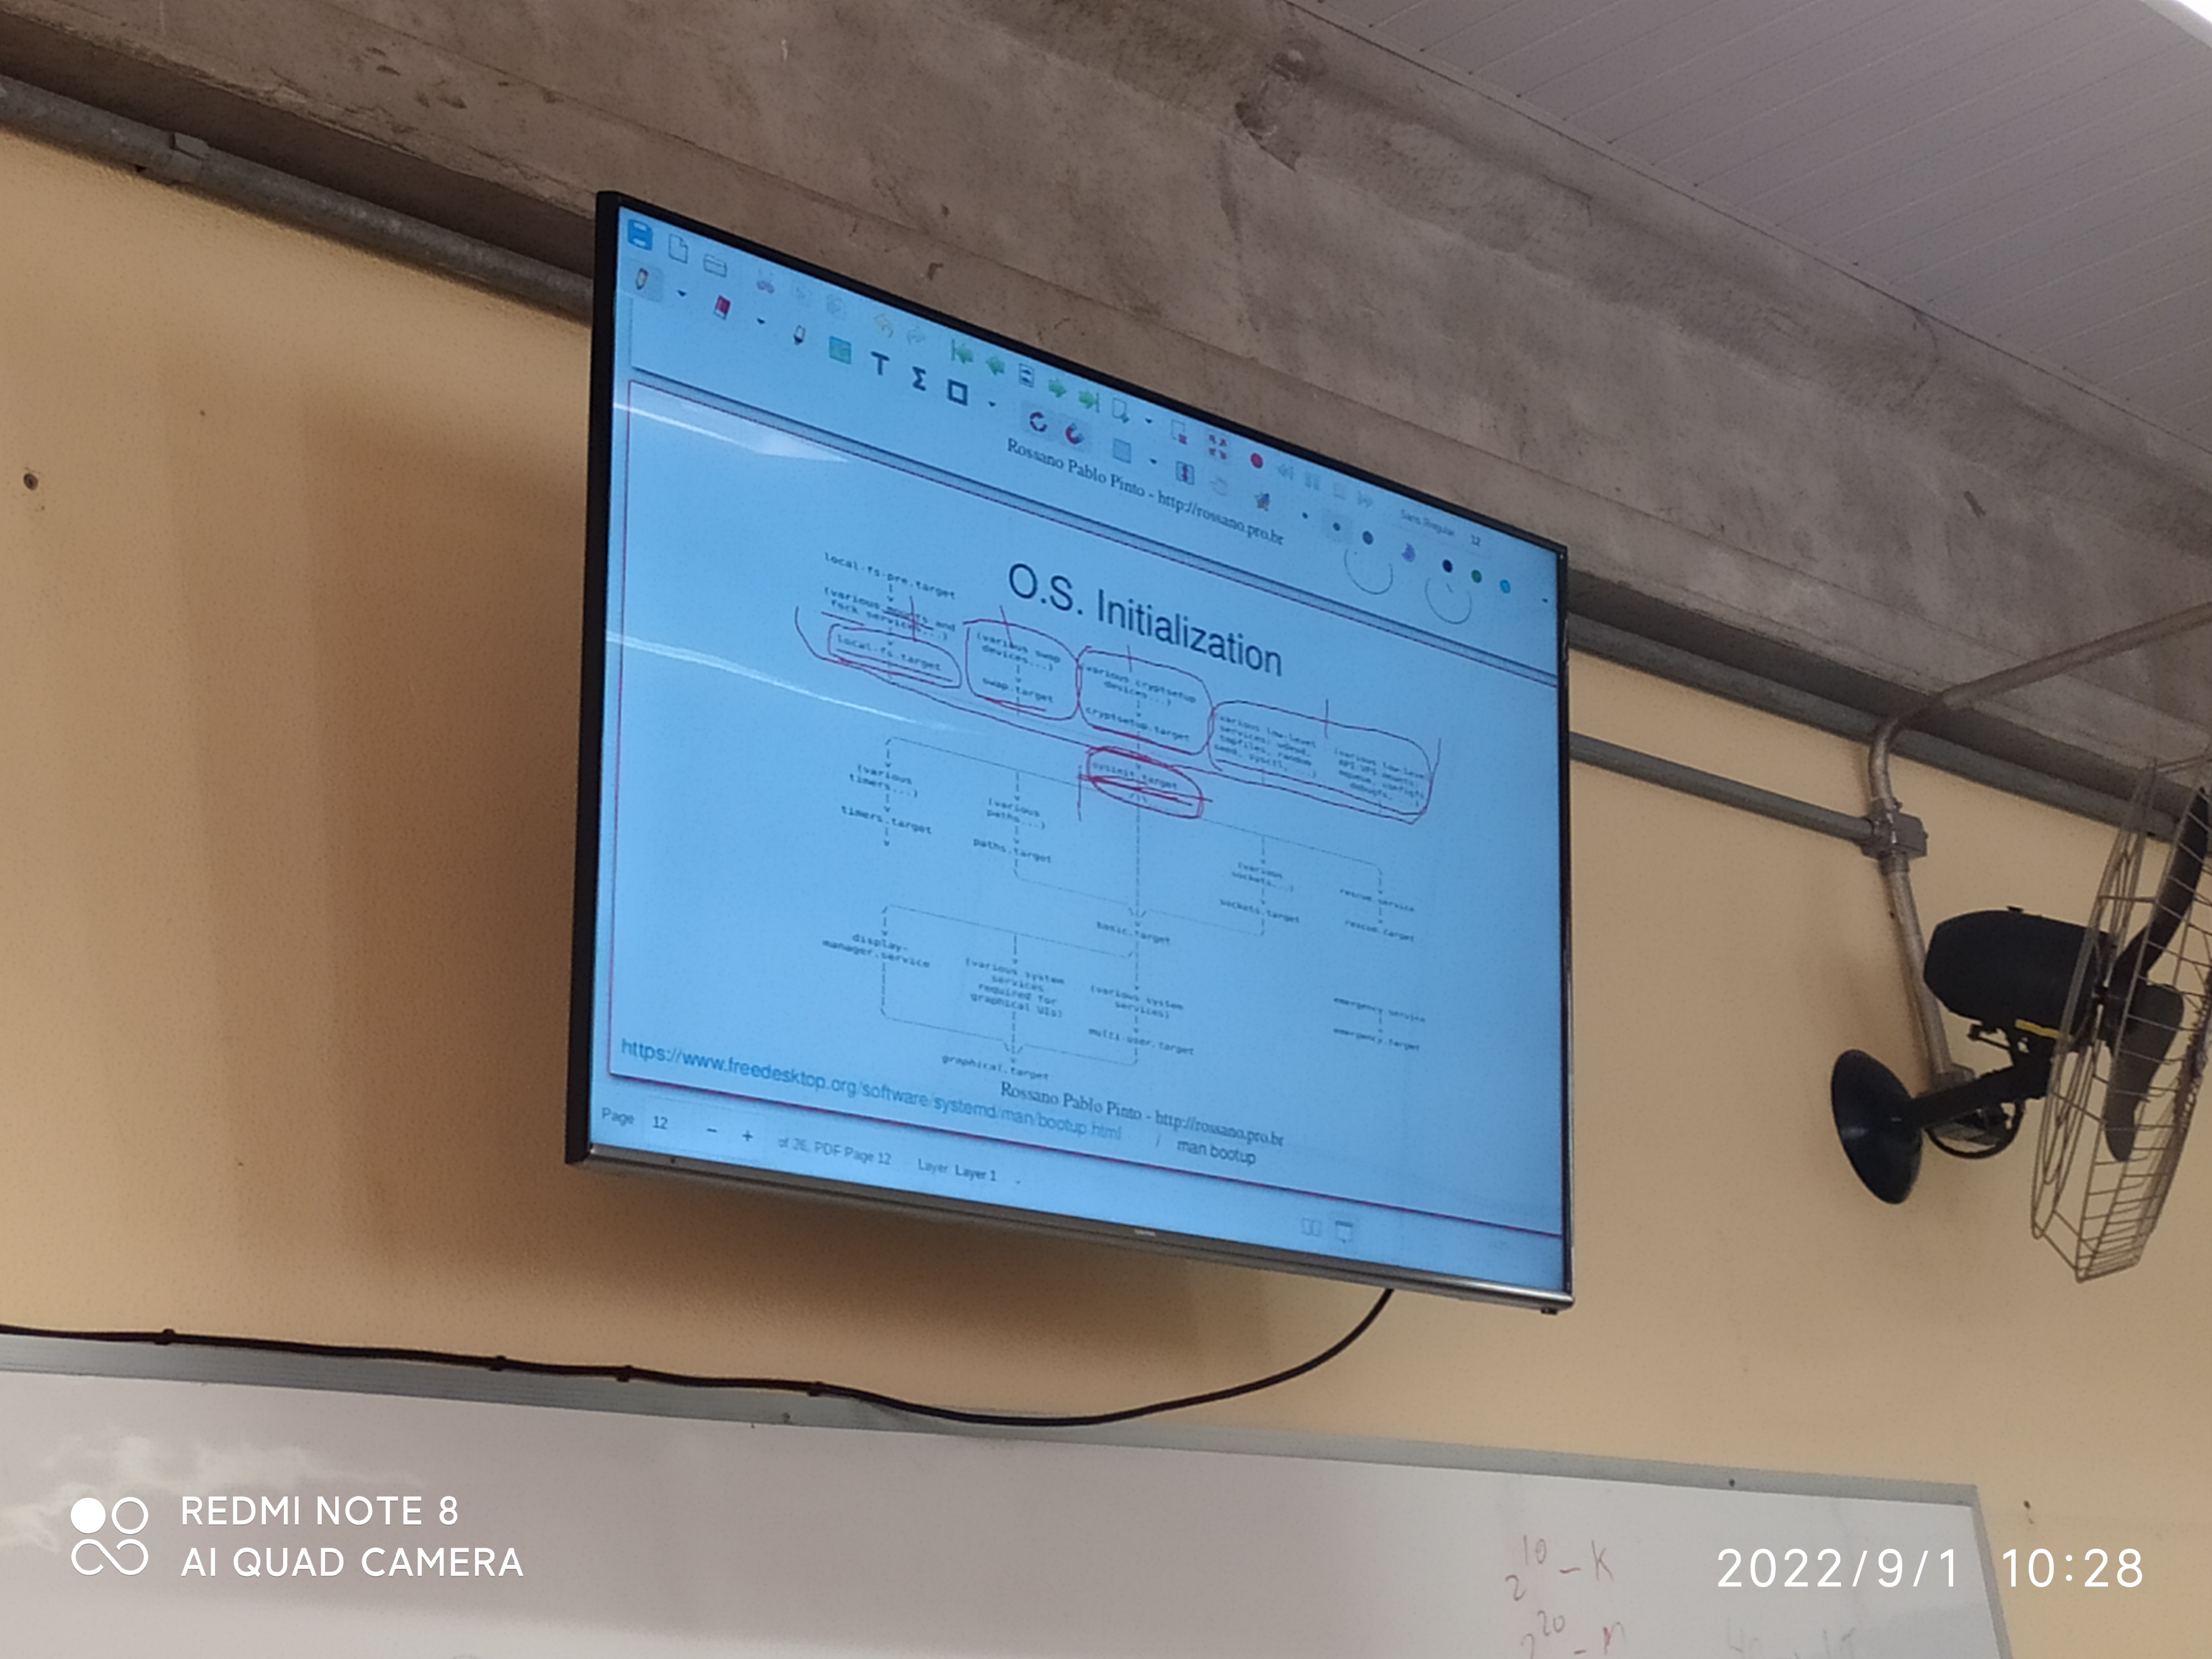 Sans Regular 12
Rossano Pablo Pinto - http://rossano.pro.br
O.S. Initialization
local-fs-pre.target
(various mounts and
fsck services...)
local-fs.target
(various swap
devices...)
swap.target
(various cryptsetup
devices...)
cryptsetup.target
(various low-level
services: udevd,
tmpfiles, random
seed, sysctl, ...)
(various low-level
API VFS mounts:
mqueue, configfs,
debugfs,
sysinit.target
(various
timers...)
timers.target
(various
paths...)
paths.target
(various
sockets...)
sockets.target
rescue.service
rescue.target
basic.target
display-
manager.service
(various system
services
required for
graphical UIs)
(various system
services)
multi-user.target
emergency.service
emergency.target
graphical.target
Rossano Pablo Pinto - http://rossano.pro.br
https://www.freedesktop.org/software/systemd/man/bootup.html / man bootup
Page 12 − + of 26, PDF Page 12 Layer Layer 1
REDMI NOTE 8
AI QUAD CAMERA
2^10 - K
2^20 - M
2022/9/1 10:28